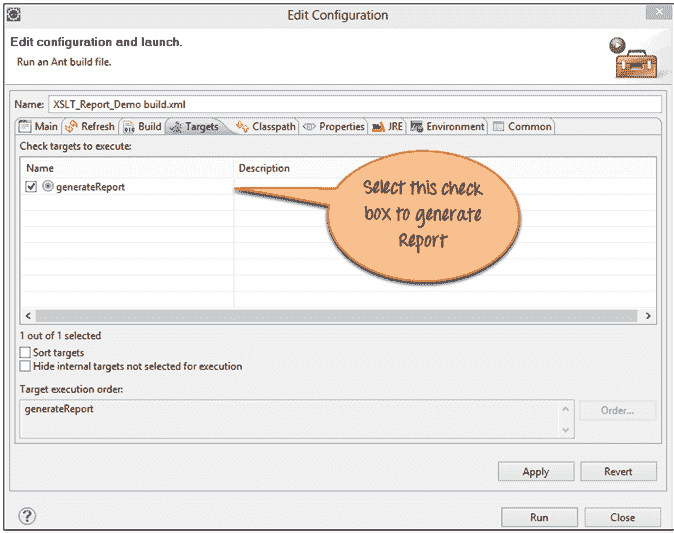 Edit Configuration
Edit configuration and launch.
Run an Ant build file.
Name: XSLT_Report_Demo build.xml
Main Refresh Build Targets Classpath Properties JRE Environment Common
Check targets to execute:
Name Description
generateReport
Select this check
box to generate
Report
1 out of 1 selected
Sort targets
Hide internal targets not selected for execution
Target execution order:
generateReport
Order...
Apply Revert
Run Close